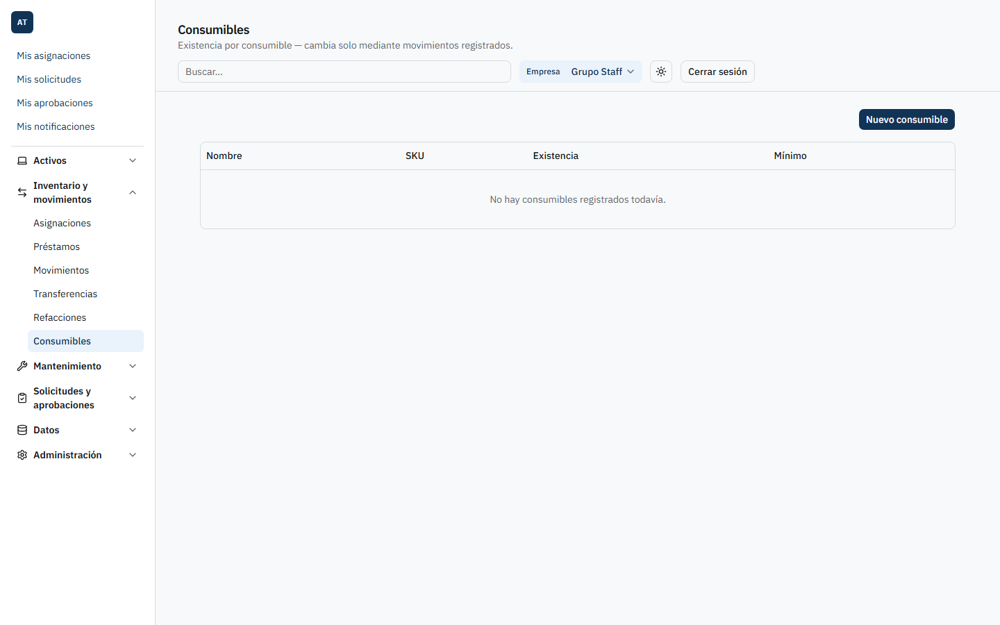 AT
Mis asignaciones
Mis solicitudes
Mis aprobaciones
Mis notificaciones
Activos
Inventario y
movimientos
Asignaciones
Préstamos
Movimientos
Transferencias
Refacciones
Consumibles
Mantenimiento
Solicitudes y
aprobaciones
Datos
Administración
Consumibles
Existencia por consumible — cambia solo mediante movimientos registrados.
Buscar...
Empresa Grupo Staff
Cerrar sesión
Nuevo consumible
Nombre SKU Existencia Mínimo
No hay consumibles registrados todavía.